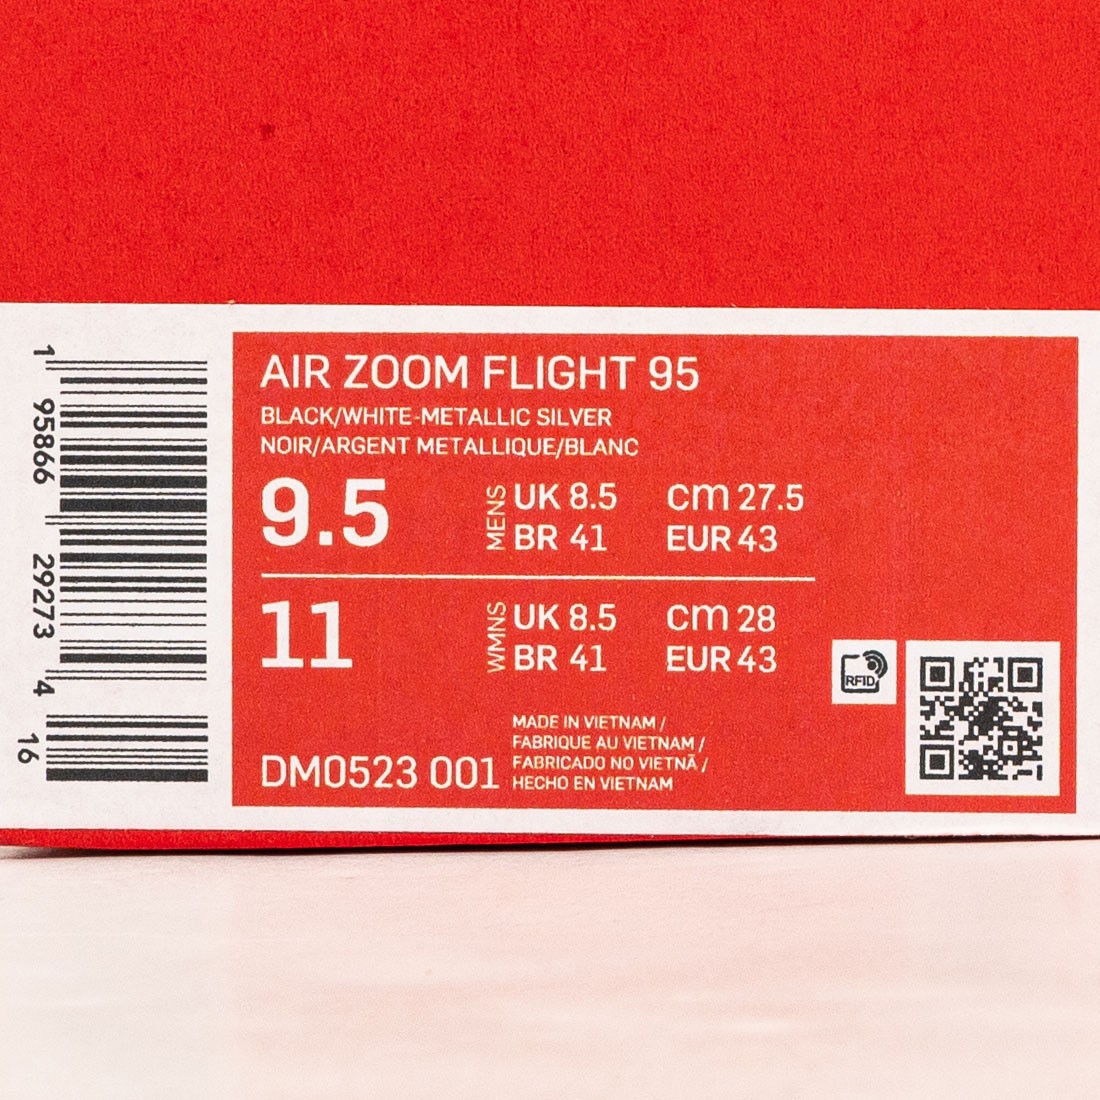 1 95866 29273 4
16
AIR ZOOM FLIGHT 95
BLACK/WHITE-METALLIC SILVER
NOIR/ARGENT METALLIQUE/BLANC
9.5 MENS UK 8.5 cm 27.5
BR 41 EUR 43
11 WMNS UK 8.5 cm 28
BR 41 EUR 43
RFID
DM0523 001
MADE IN VIETNAM /
FABRIQUE AU VIETNAM /
FABRICADO NO VIETNÃ /
HECHO EN VIETNAM